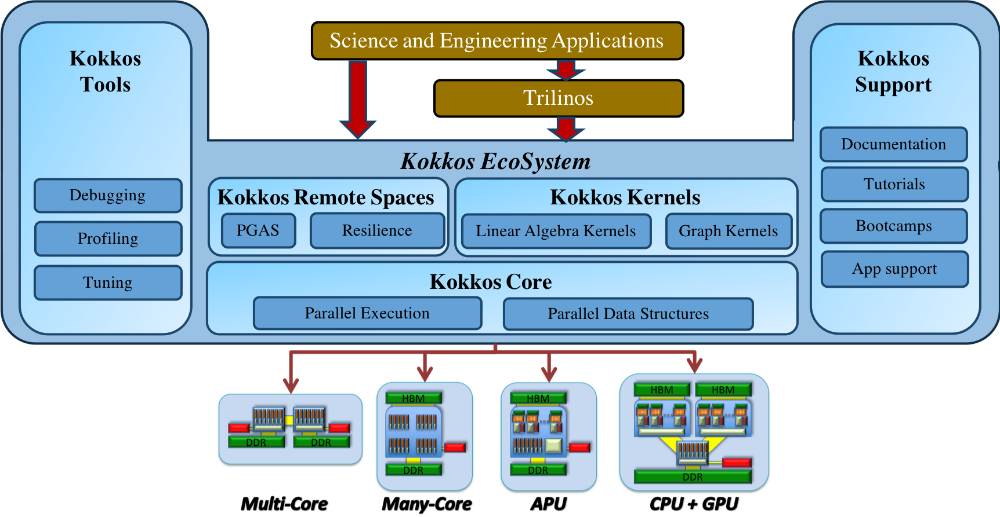 Kokkos
Tools
Debugging
Profiling
Tuning
Science and Engineering Applications
Trilinos
Kokkos EcoSystem
Kokkos Remote Spaces
PGAS
Resilience
Kokkos Kernels
Linear Algebra Kernels
Graph Kernels
Kokkos Core
Parallel Execution
Parallel Data Structures
Kokkos
Support
Documentation
Tutorials
Bootcamps
App support
DDR
DDR
Multi-Core
HBM
DDR
Many-Core
HBM
DDR
APU
HBM
HBM
DDR
CPU + GPU